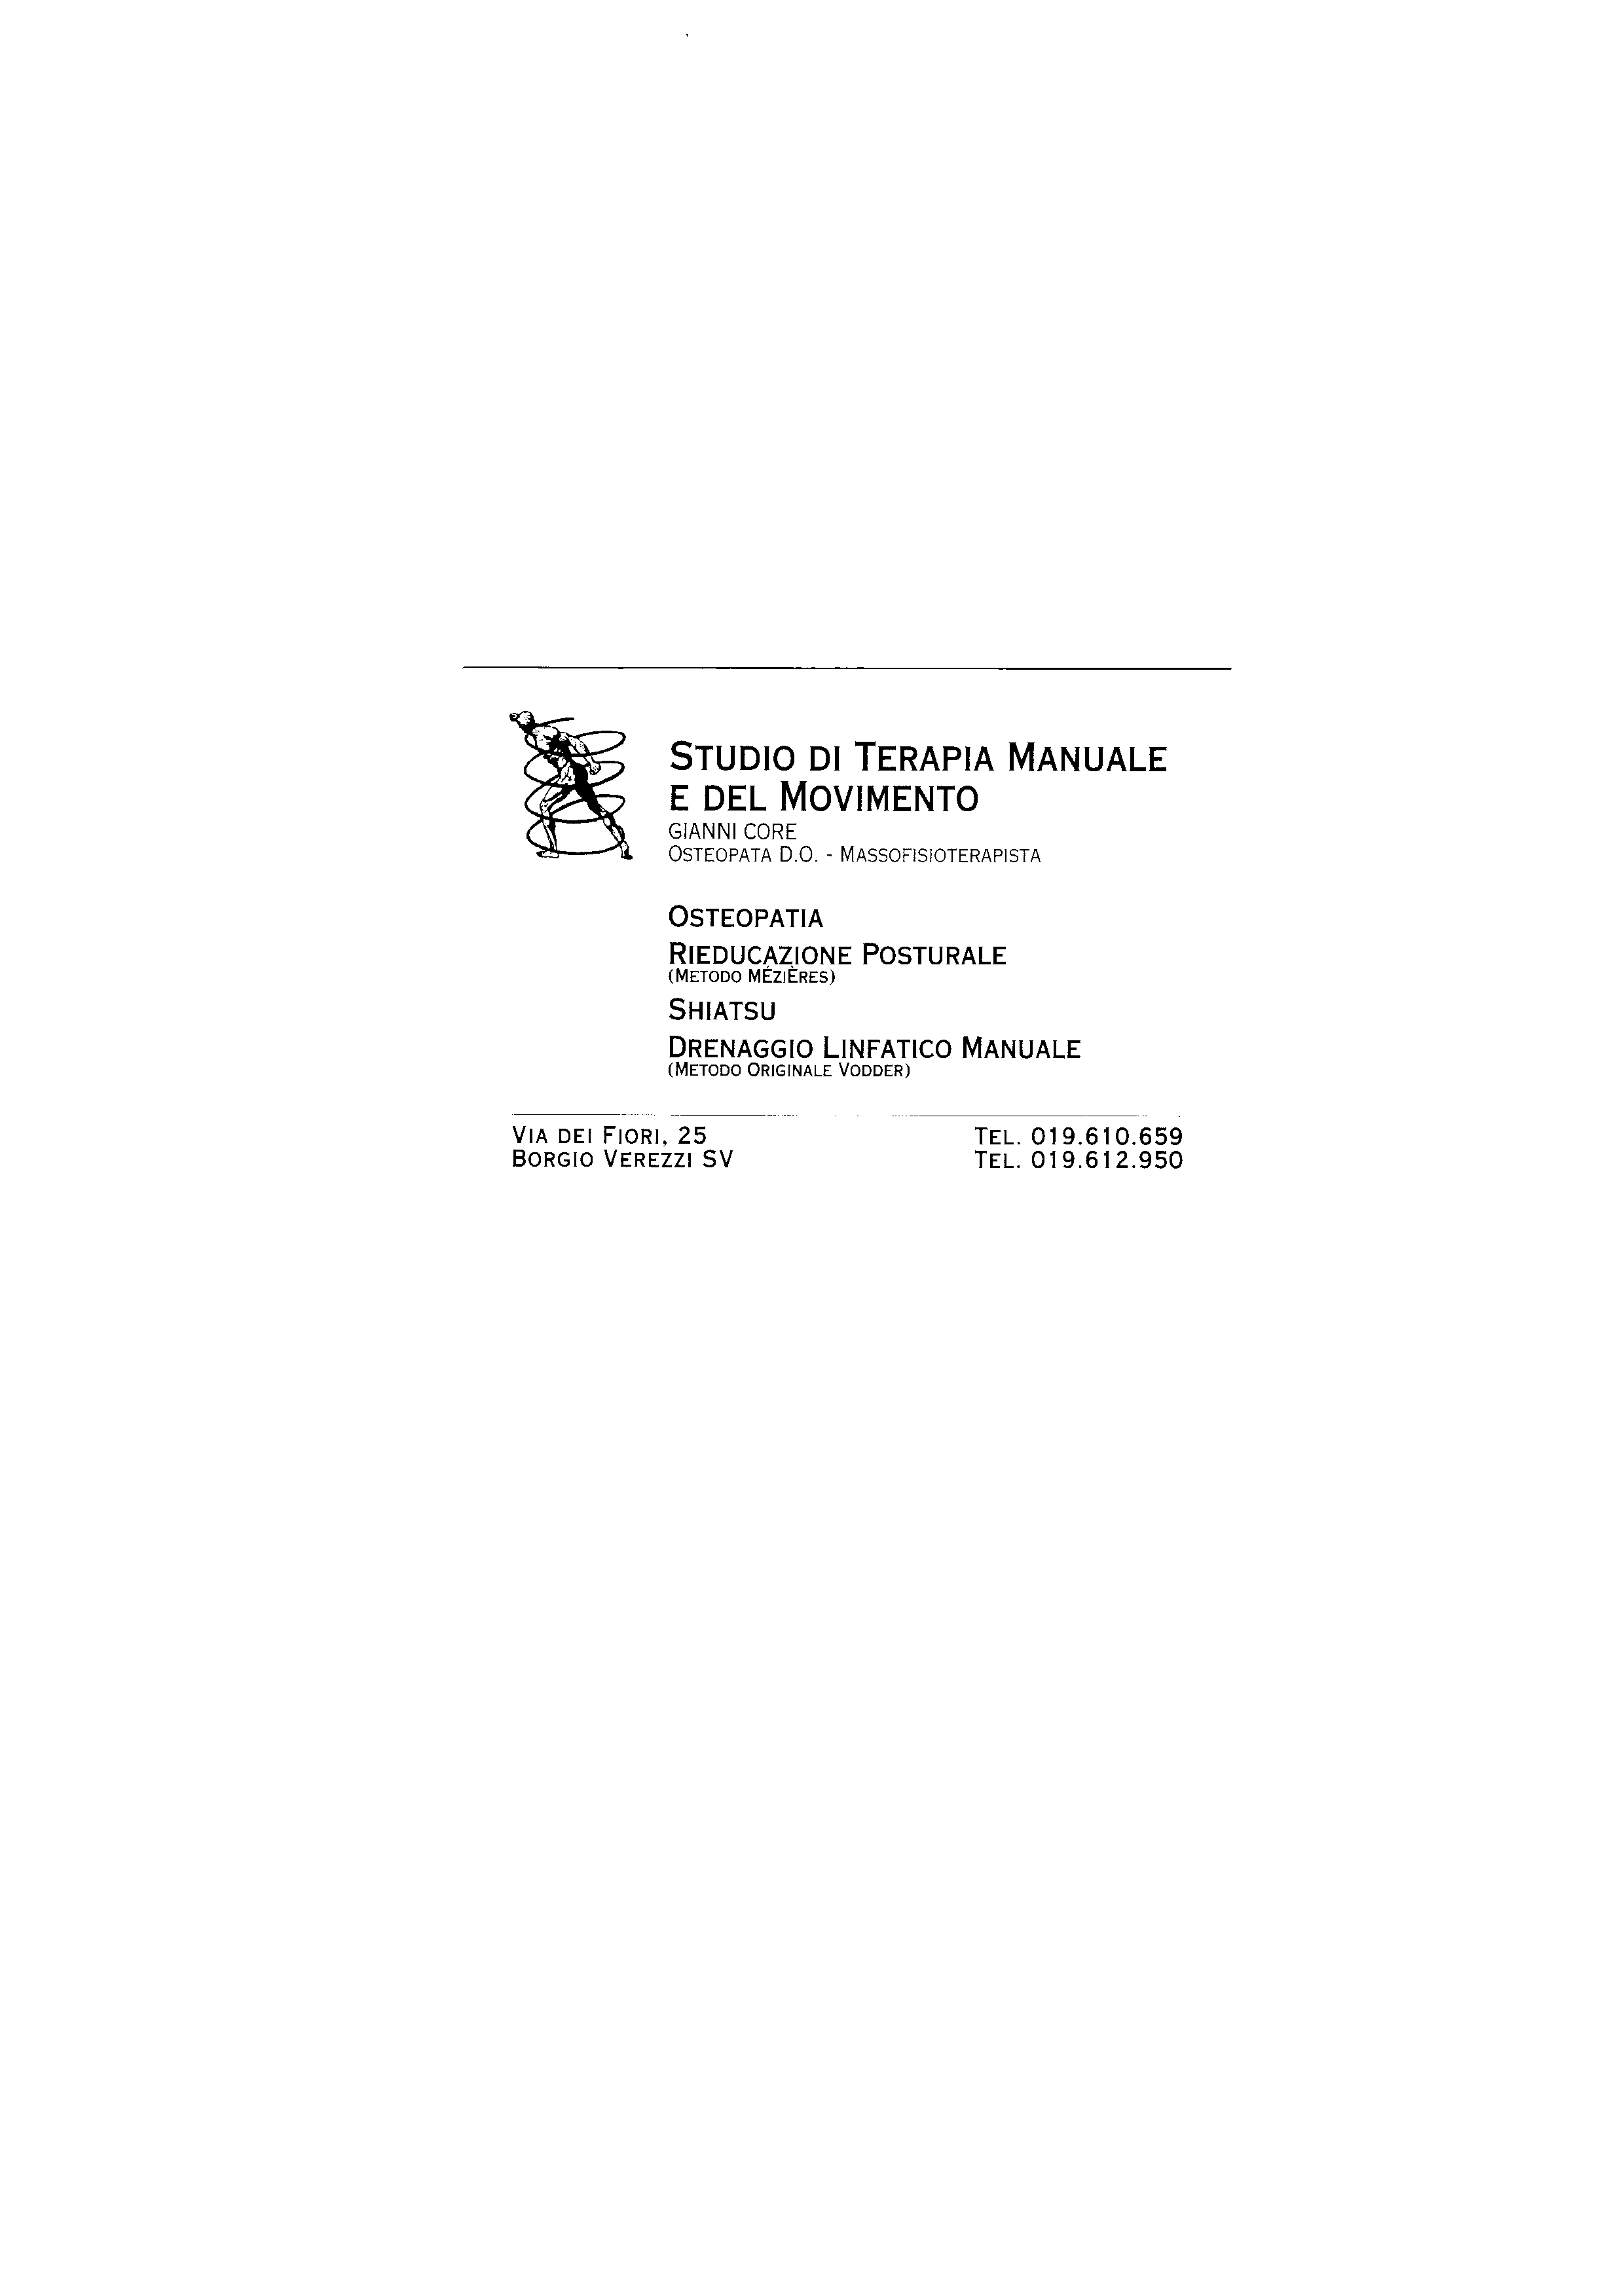 STUDIO DI TERAPIA MANUALE
E DEL MOVIMENTO
GIANNI CORE
OSTEOPATA D.O. - MASSOFISIOTERAPISTA
OSTEOPATIA
RIEDUCAZIONE POSTURALE
(METODO MÉZIÈRES)
SHIATSU
DRENAGGIO LINFATICO MANUALE
(METODO ORIGINALE VODDER)
VIA DEI FIORI, 25
TEL. 019.610.659
BORGIO VEREZZI SV
TEL. 019.612.950